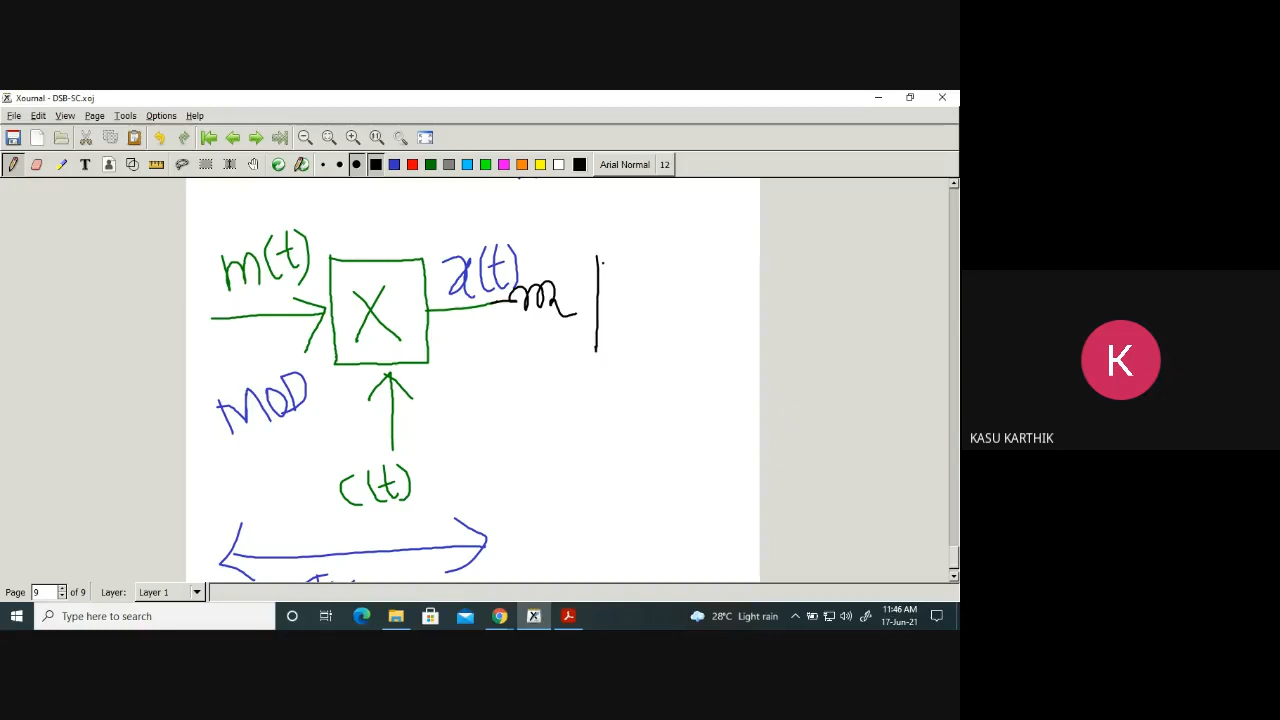 Xournal - DSB-SC.xoj
File Edit View Page Tools Options Help
Arial Normal 12
m(t)
x(t)
X
MOD
c(t)
Page 9 of 9 Layer: Layer 1
Type here to search
28°C Light rain
11:46 AM
17-Jun-21
K
KASU KARTHIK